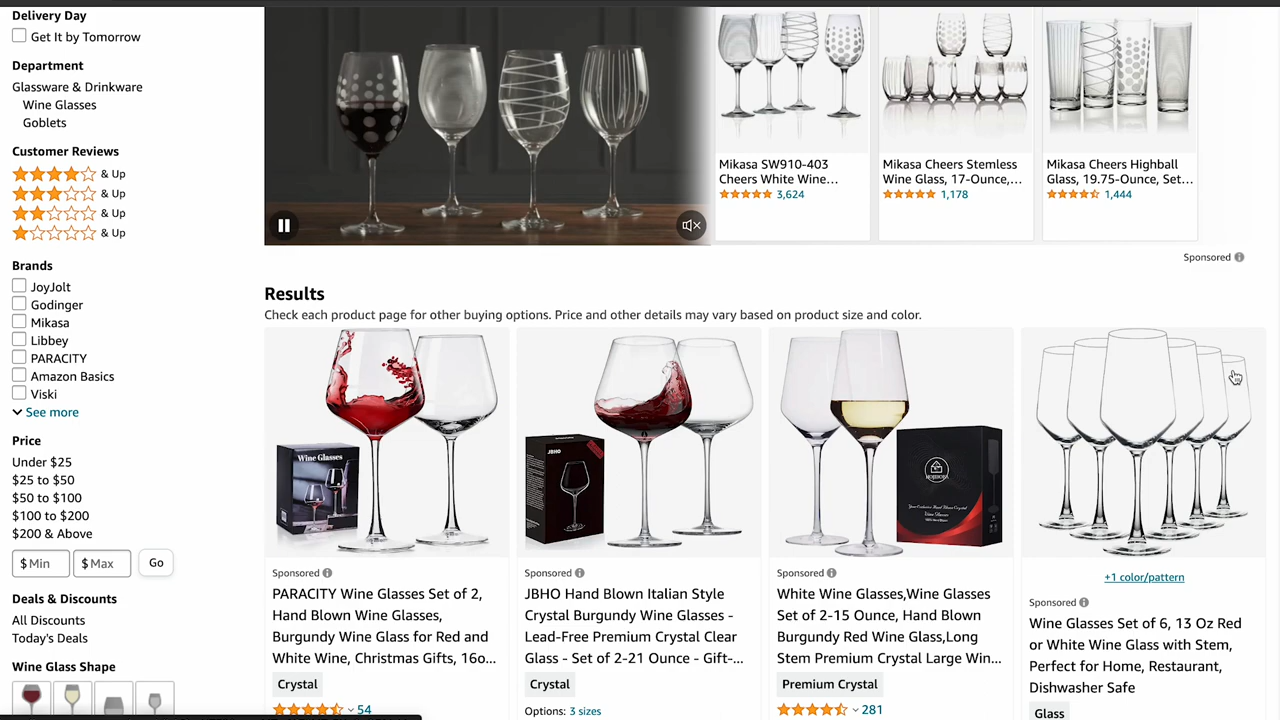 Delivery Day
Get It by Tomorrow
Department
Glassware & Drinkware
Wine Glasses
Goblets
Customer Reviews
& Up
& Up
& Up
& Up
Brands
JoyJolt
Godinger
Mikasa
Libbey
PARACITY
Amazon Basics
Viski
See more
Price
Under $25
$25 to $50
$50 to $100
$100 to $200
$200 & Above
$ Min
$ Max
Go
Deals & Discounts
All Discounts
Today's Deals
Wine Glass Shape
Mikasa SW910-403
Cheers White Wine...
3,624
Mikasa Cheers Stemless
Wine Glass, 17-Ounce,...
1,178
Mikasa Cheers Highball
Glass, 19.75-Ounce, Set...
1,444
Sponsored
Results
Check each product page for other buying options. Price and other details may vary based on product size and color.
Wine Glasses
Sponsored
PARACITY Wine Glasses Set of 2,
Hand Blown Wine Glasses,
Burgundy Wine Glass for Red and
White Wine, Christmas Gifts, 16o...
Crystal
54
JBHO
Sponsored
JBHO Hand Blown Italian Style
Crystal Burgundy Wine Glasses -
Lead-Free Premium Crystal Clear
Glass - Set of 2-21 Ounce - Gift-...
Crystal
Options: 3 sizes
Sponsored
White Wine Glasses,Wine Glasses
Set of 2-15 Ounce, Hand Blown
Burgundy Red Wine Glass,Long
Stem Premium Crystal Large Win...
Premium Crystal
281
+1 color/pattern
Sponsored
Wine Glasses Set of 6, 13 Oz Red
or White Wine Glass with Stem,
Perfect for Home, Restaurant,
Dishwasher Safe
Glass